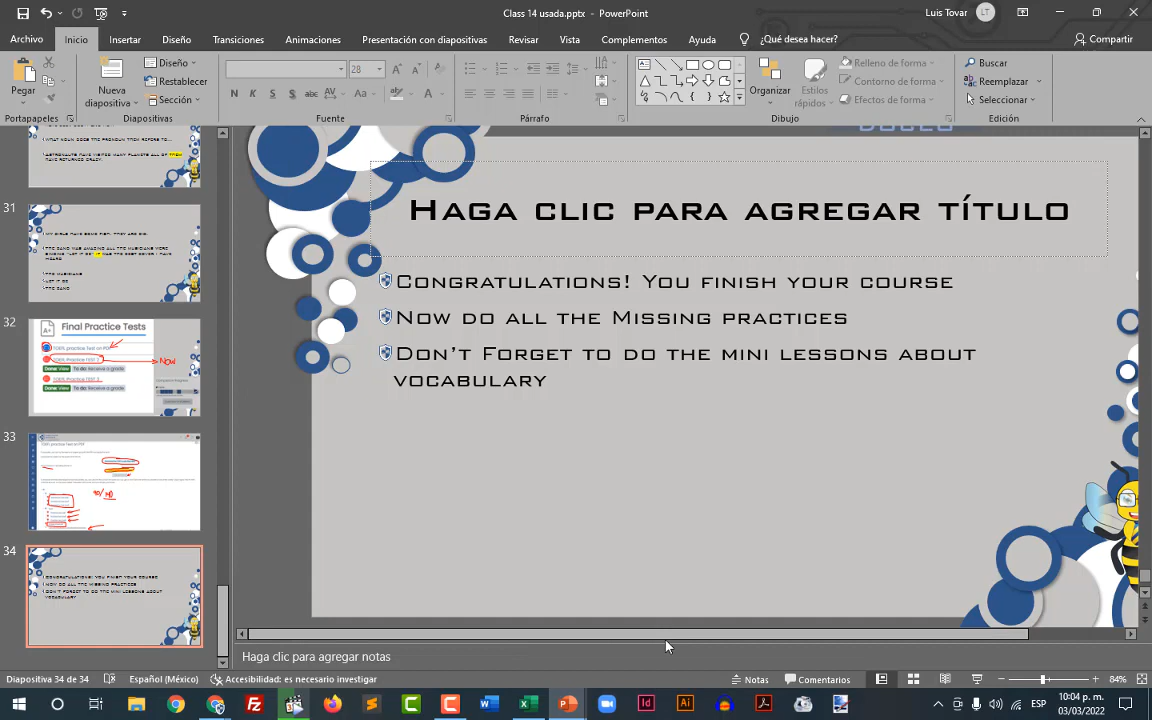 Class 14 usada.pptx - PowerPoint
Luis Tovar
LT
Archivo Inicio Insertar Diseño Transiciones Animaciones Presentación con diapositivas Revisar Vista Complementos Ayuda ¿Qué desea hacer? Compartir
Pegar
Nueva diapositiva
Diseño
Restablecer
Sección
28
Organizar
Estilos rápidos
Relleno de forma
Contorno de forma
Efectos de forma
Buscar
Reemplazar
Seleccionar
Portapapeles Diapositivas Fuente Párrafo Dibujo Edición
31
32
Final Practice Tests
Now
33
34
Haga clic para agregar título
Congratulations! You finish your course
Now do all the Missing practices
Don't Forget to do the mini lessons about
vocabulary
Haga clic para agregar notas
Diapositiva 34 de 34 Español (México) Accesibilidad: es necesario investigar Notas Comentarios 84%
ESP
10:04 p. m.
03/03/2022